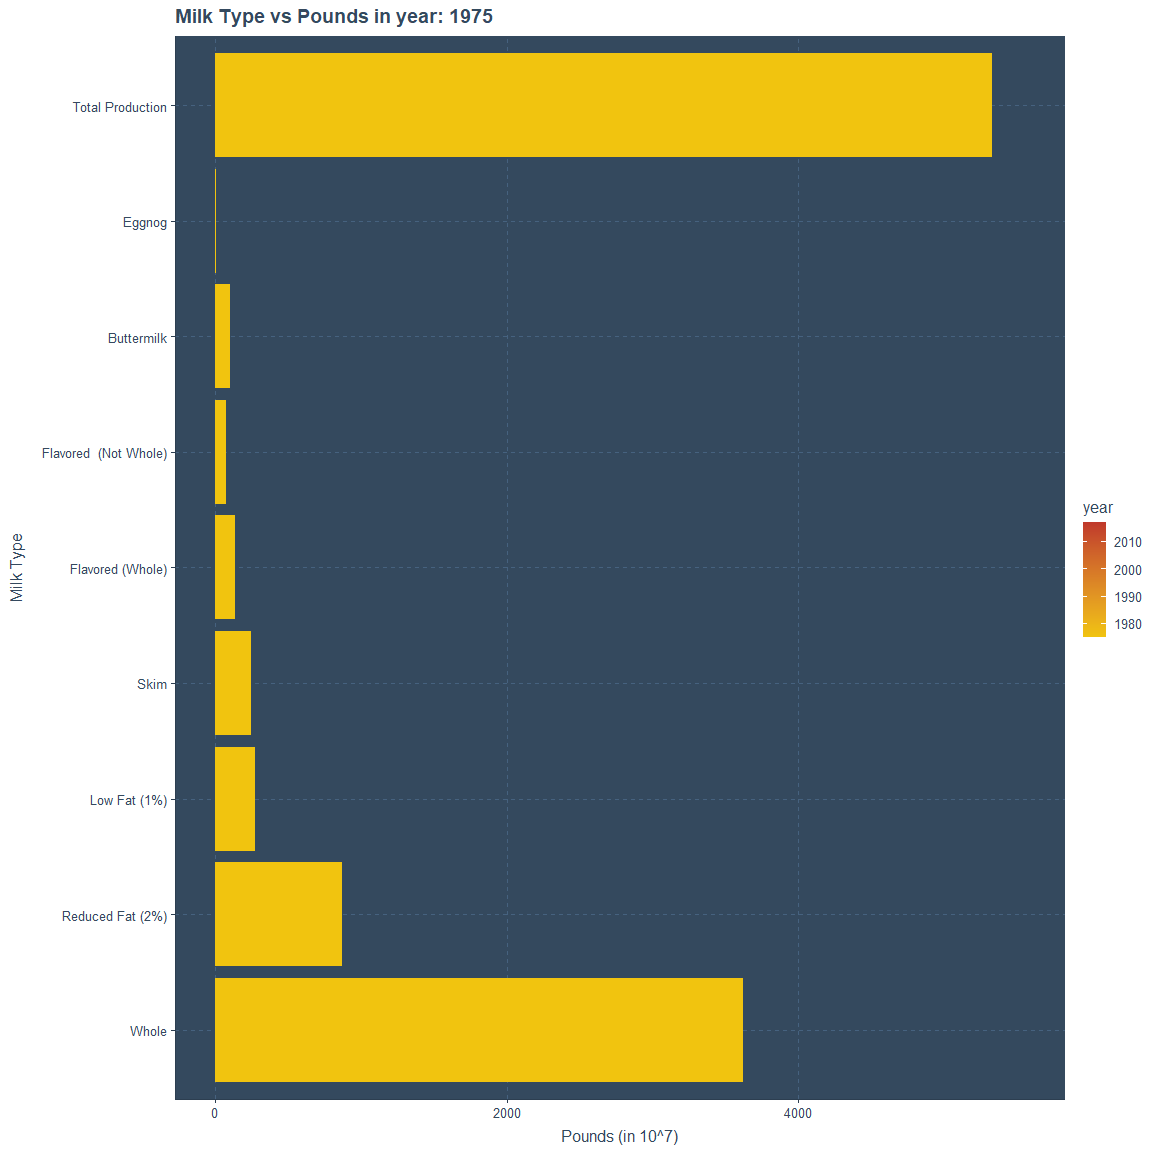 Milk Type vs Pounds in year: 1975
Total Production
Eggnog
Buttermilk
Flavored  (Not Whole)
Flavored (Whole)
Skim
Low Fat (1%)
Reduced Fat (2%)
Whole
Milk Type
0
2000
4000
Pounds (in 10^7)
year
2010
2000
1990
1980